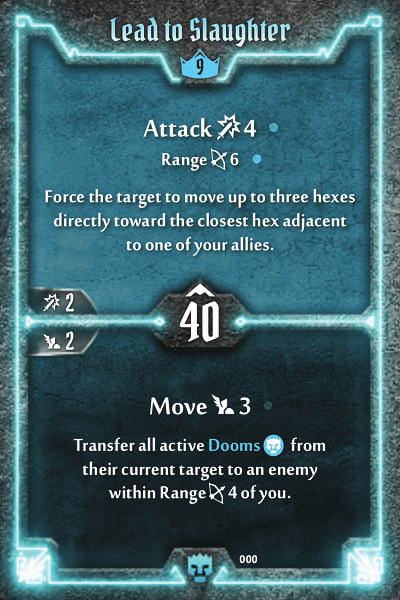 Lead to Slaughter
9
Attack 4
Range 6
Force the target to move up to three hexes
directly toward the closest hex adjacent
to one of your allies.
2
40
2
Move 3
Transfer all active Dooms from
their current target to an enemy
within Range 4 of you.
000